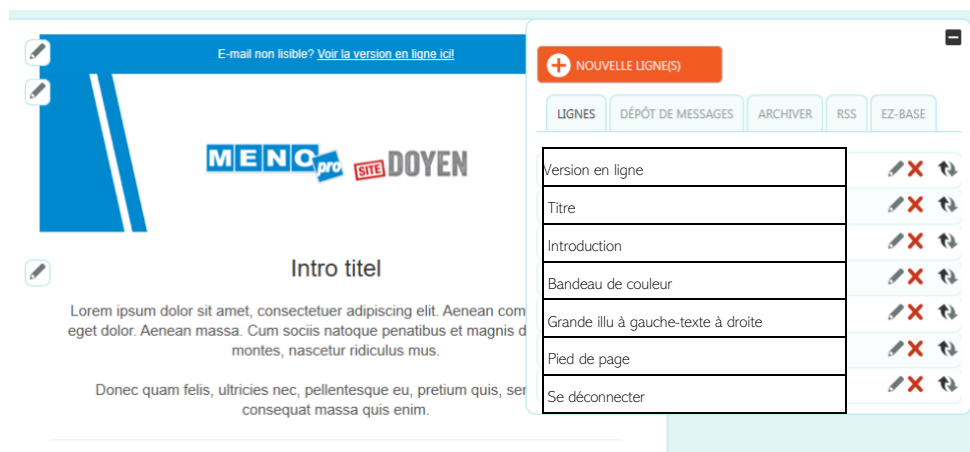 E-mail non lisible? Voir la version en ligne ici!
MENO pro SITE DOYEN
Intro titel
Lorem ipsum dolor sit amet, consectetuer adipiscing elit. Aenean com
eget dolor. Aenean massa. Cum sociis natoque penatibus et magnis d
montes, nascetur ridiculus mus.
Donec quam felis, ultricies nec, pellentesque eu, pretium quis, ser
consequat massa quis enim.
NOUVELLE LIGNE(S)
LIGNES DÉPÔT DE MESSAGES ARCHIVER RSS EZ-BASE
Version en ligne
Titre
Introduction
Bandeau de couleur
Grande illu à gauche-texte à droite
Pied de page
Se déconnecter